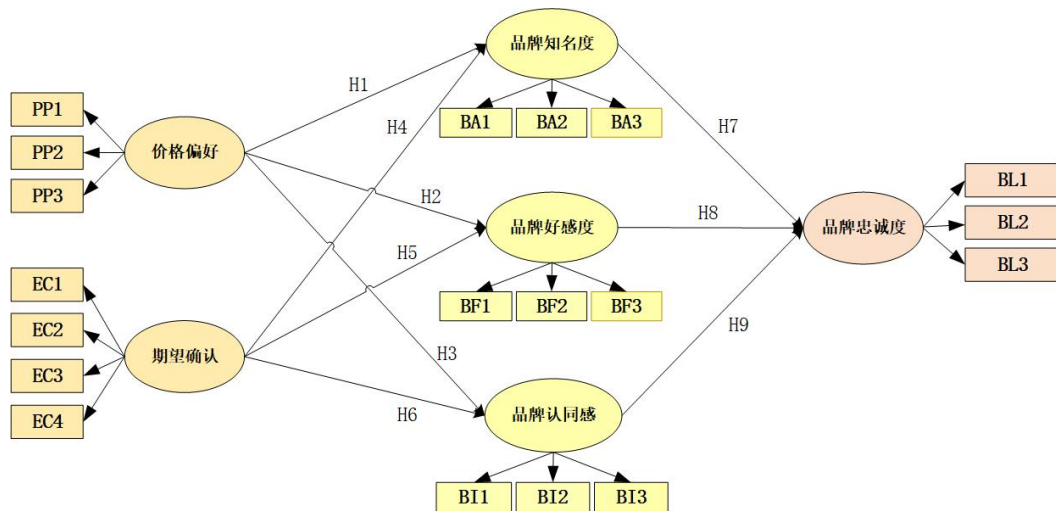 品牌知名度
H1
BA1
BA2
BA3
H4
H7
PP1
PP2
PP3
价格偏好
H2
品牌好感度
H8
品牌忠诚度
BL1
BL2
BL3
H5
BF1
BF2
BF3
EC1
EC2
EC3
EC4
期望确认
H3
H9
H6
品牌认同感
BI1
BI2
BI3